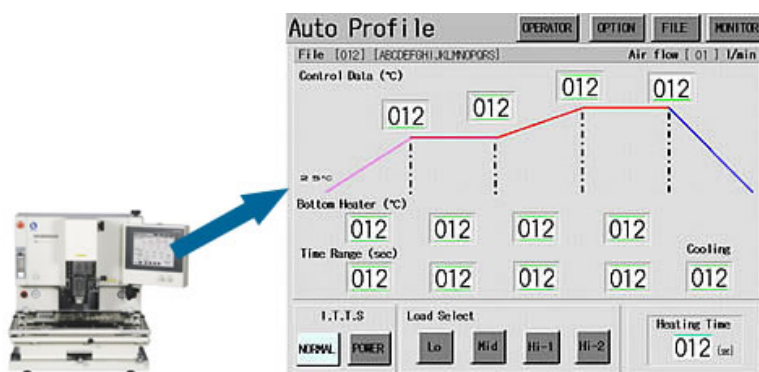 Auto Profile OPERATOR OPTION FILE MONITOR
File [012] [ABCDEFGHIJKLMNOPQRS] Air flow [ 01 ] l/min
Control Data (℃)
012 012 012 012
25℃
Bottom Heater (℃)
012 012 012 012
Time Range (sec) Cooling
012 012 012 012 012
I.T.T.S Load Select Heating Time
NORMAL POWER Lo Mid Hi-1 Hi-2 012 (sec)